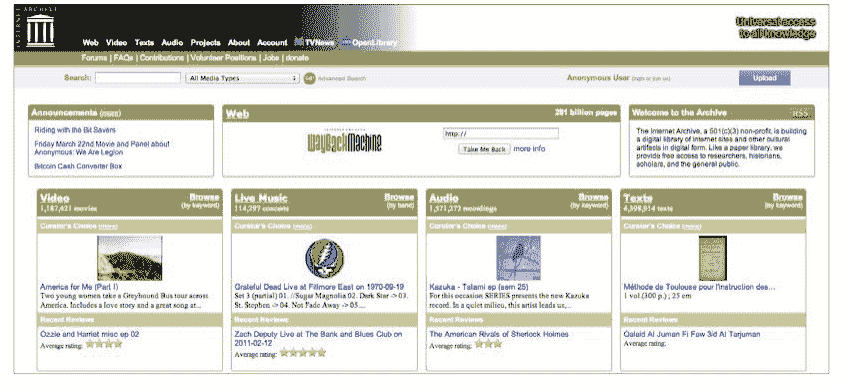 INTERNET ARCHIVE
Universal access
to all knowledge
Web Video Texts Audio Projects About Account TVNews OpenLibrary
Forums | FAQs | Contributions | Volunteer Positions | Jobs | donate
Search: All Media Types GO! Advanced Search
Anonymous User (login or join us) Upload
Announcements (more)
Riding with the Bit Savers
Friday March 22nd Movie and Panel about
Anonymous: We Are Legion
Bitcoin Cash Converter Box
Web 281 billion pages
INTERNET ARCHIVE
WayBackMachine
http://
Take Me Back more info
Welcome to the Archive RSS
The Internet Archive, a 501(c)(3) non-profit, is building
a digital library of Internet sites and other cultural
artifacts in digital form. Like a paper library, we
provide free access to researchers, historians,
scholars, and the general public.
Video Browse
1,187,421 movies (by keyword)
Curator's Choice (more)
America for Me (Part I)
Two young women take a Greyhound Bus tour across
America. Includes a love story and a great song at...
Recent Reviews
Ozzie and Harriet misc ep 02
Average rating:
Live Music Browse
114,297 concerts (by band)
Curator's Choice (more)
Grateful Dead Live at Fillmore East on 1970-09-19
Set 3 (partial) 01. //Sugar Magnolia 02. Dark Star -> 03.
St. Stephen -> 04. Not Fade Away -> 05....
Recent Reviews
Zach Deputy Live at The Bank and Blues Club on
2011-02-12
Average rating:
Audio Browse
1,571,272 recordings (by keyword)
Curator's Choice (more)
Kazuka - Talami ep (sem 25)
For this occasion SERIES presents the new Kazuka
record. In a quiet milieu, this artist leads us,...
Recent Reviews
The American Rivals of Sherlock Holmes
Average rating:
Texts Browse
4,398,914 texts (by keyword)
Curator's Choice (more)
Méthode de Toulouse pour l'instruction des...
1 vol.(300 p.) ; 25 cm
Recent Reviews
Qalaid Al Juman Fi Faw 3id Al Tarjuman
Average rating: